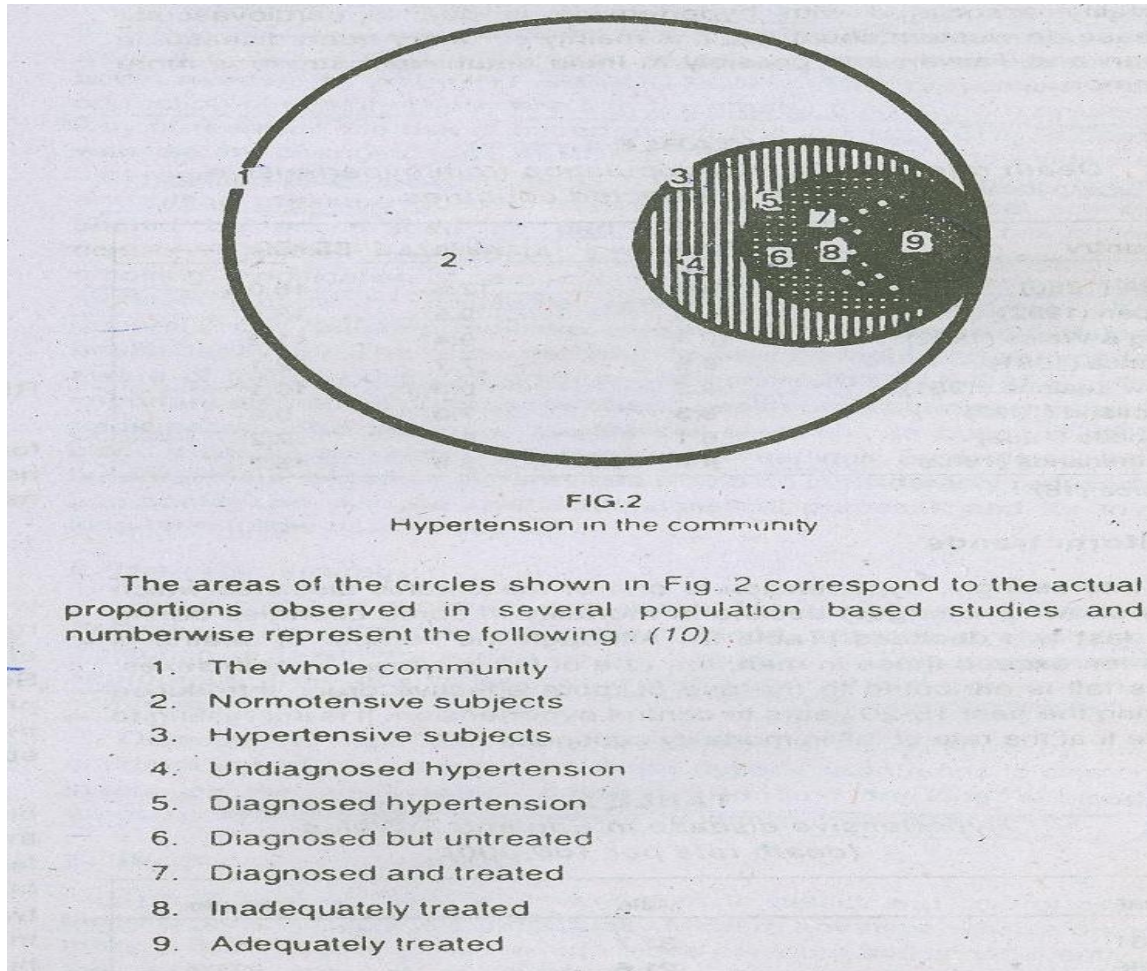 1
3
5
7
9
2
4
6
8
FIG.2
Hypertension in the community
The areas of the circles shown in Fig. 2 correspond to the actual
proportions observed in several population based studies and
numberwise represent the following (10).
1. The whole community
2. Normotensive subjects
3. Hypertensive subjects
4. Undiagnosed hypertension
5. Diagnosed hypertension
6. Diagnosed but untreated
7. Diagnosed and treated
8. Inadequately treated
9. Adequately treated